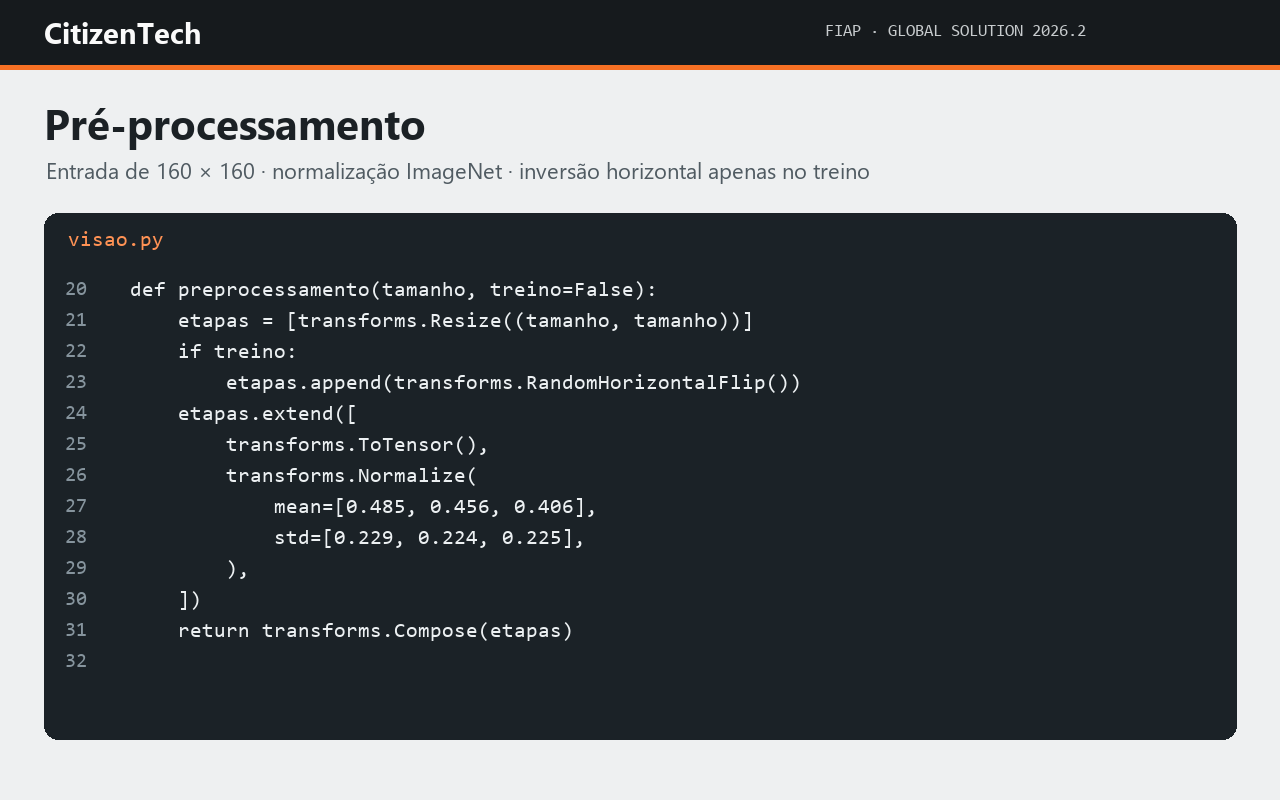 CitizenTech
FIAP · GLOBAL SOLUTION 2026.2
Pré-processamento
Entrada de 160 × 160 · normalização ImageNet · inversão horizontal apenas no treino
visao.py
20 def preprocessamento(tamanho, treino=False):
21     etapas = [transforms.Resize((tamanho, tamanho))]
22     if treino:
23         etapas.append(transforms.RandomHorizontalFlip())
24     etapas.extend([
25         transforms.ToTensor(),
26         transforms.Normalize(
27             mean=[0.485, 0.456, 0.406],
28             std=[0.229, 0.224, 0.225],
29         ),
30     ])
31     return transforms.Compose(etapas)
32